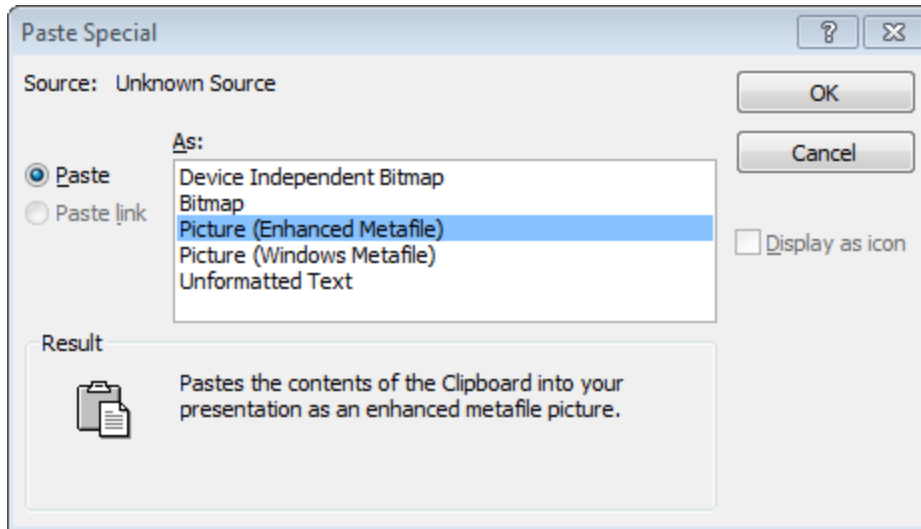 Paste Special
Source: Unknown Source
OK
As:
Cancel
Paste
Device Independent Bitmap
Bitmap
Paste link
Picture (Enhanced Metafile)
Display as icon
Picture (Windows Metafile)
Unformatted Text
Result
Pastes the contents of the Clipboard into your
presentation as an enhanced metafile picture.